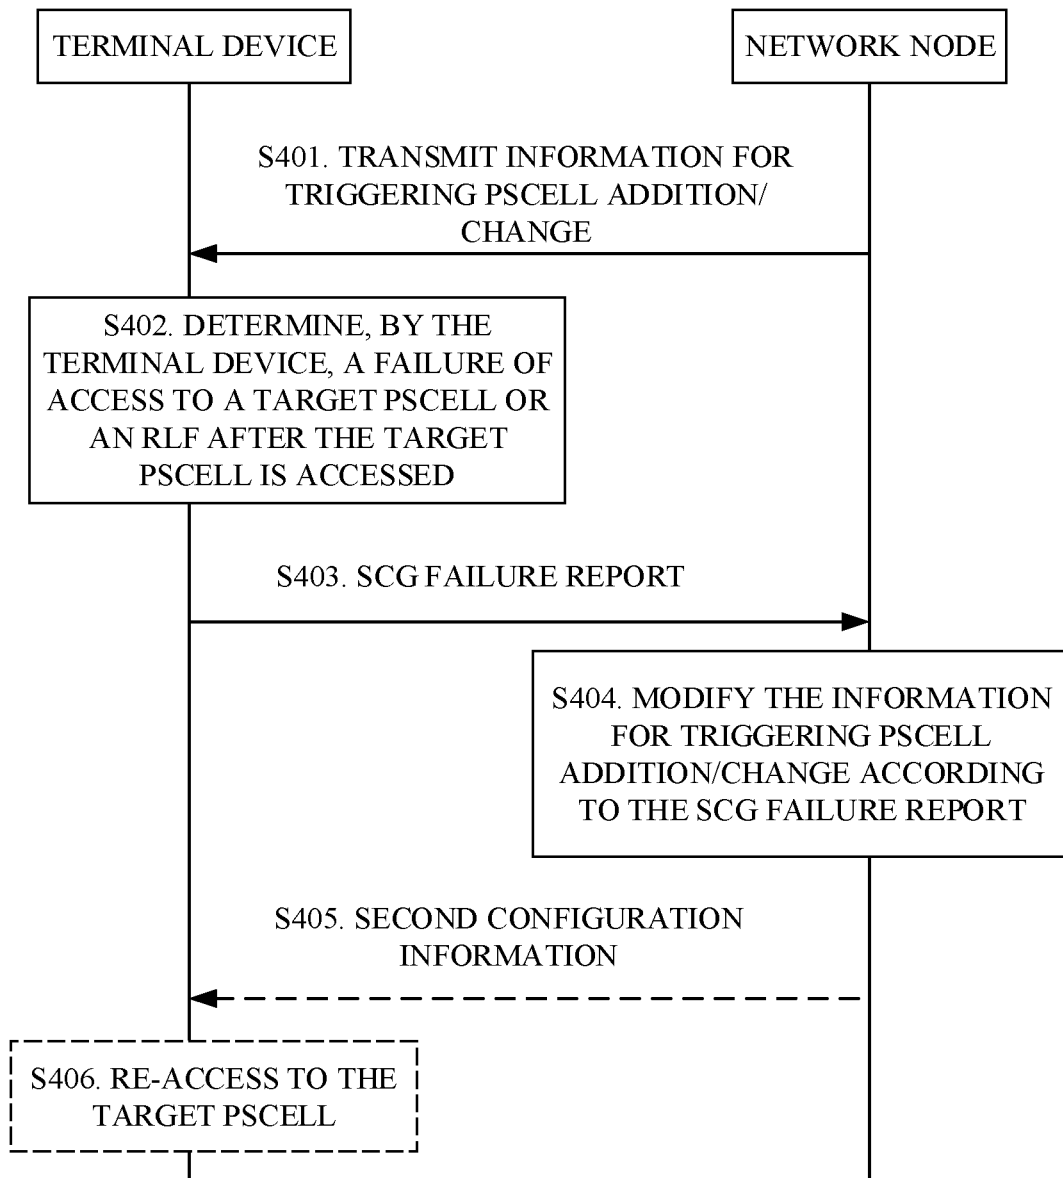 TERMINAL DEVICE
NETWORK NODE
S401. TRANSMIT INFORMATION FOR
TRIGGERING PSCELL ADDITION/
CHANGE
S402. DETERMINE, BY THE
TERMINAL DEVICE, A FAILURE OF
ACCESS TO A TARGET PSCELL OR
AN RLF AFTER THE TARGET
PSCELL IS ACCESSED
S403. SCG FAILURE REPORT
S404. MODIFY THE INFORMATION
FOR TRIGGERING PSCELL
ADDITION/CHANGE ACCORDING
TO THE SCG FAILURE REPORT
S405. SECOND CONFIGURATION
INFORMATION
S406. RE-ACCESS TO THE
TARGET PSCELL